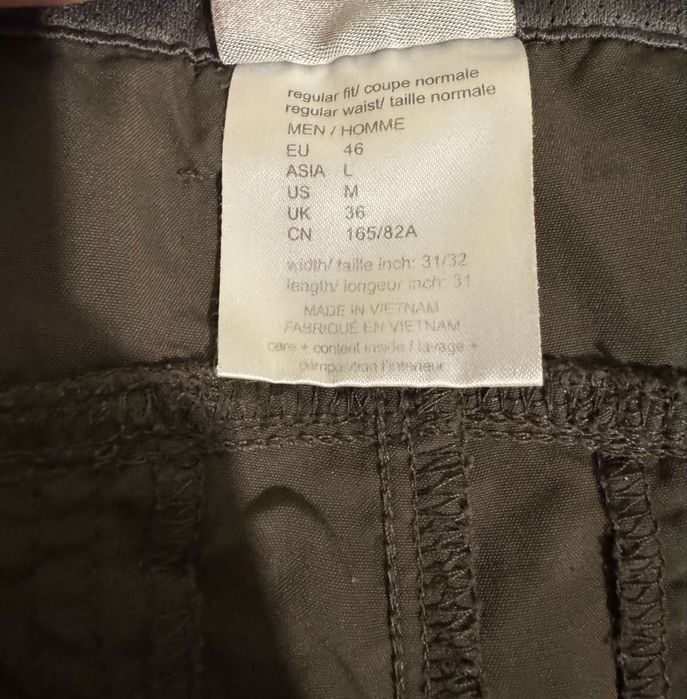 regular fit/ coupe normale
regular waist/ taille normale
MEN / HOMME
EU 46
ASIA L
US M
UK 36
CN 165/82A
width/ taille inch: 31/32
length/ longeur inch: 31
MADE IN VIETNAM
FABRIQUÉ EN VIETNAM
care + content inside / lavage +
composition l'interieur